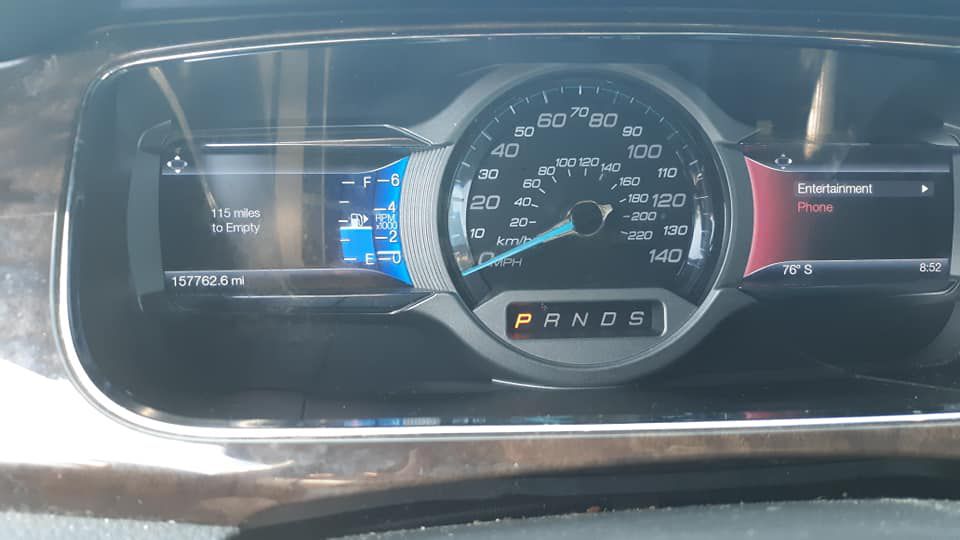 115 miles
to Empty
157762.6 mi
F
E
6
4
RPM
x1000
2
0
0 10 20 30 40 50 60 70 80 90 100 110 120 130 140
20 40 60 80 100 120 140 160 180 200 220
km/h
MPH
P R N D S
Entertainment
Phone
76° S
8:52